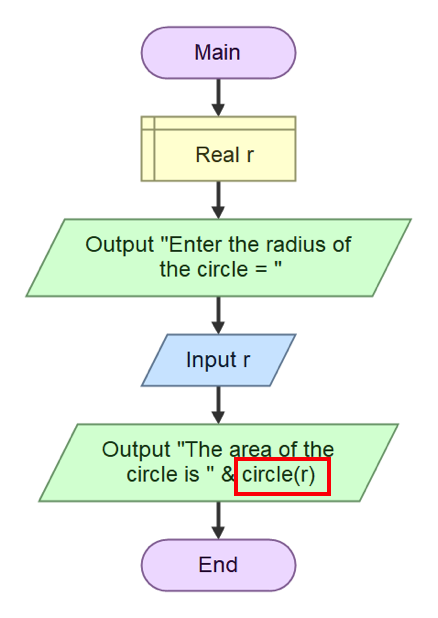 Main
Real r
Output "Enter the radius of
the circle = "
Input r
Output "The area of the
circle is " & circle(r)
End